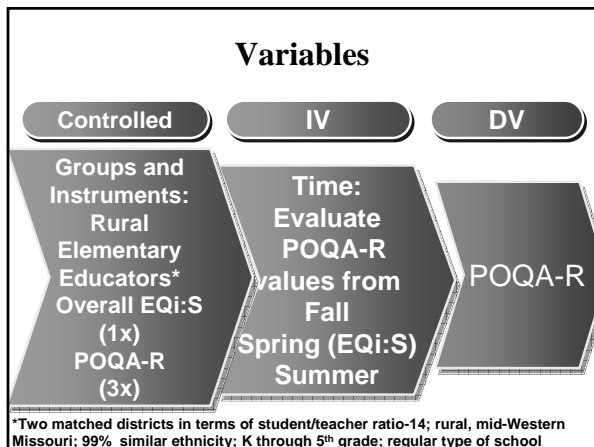 Variables
Controlled
IV
DV
Groups and
Instruments:
Rural
Elementary
Educators*
Overall EQi:S
(1x)
POQA-R
(3x)
Time:
Evaluate
POQA-R
values from
Fall
Spring (EQi:S)
Summer
POQA-R
*Two matched districts in terms of student/teacher ratio-14; rural, mid-Western
Missouri; 99% similar ethnicity; K through 5th grade; regular type of school